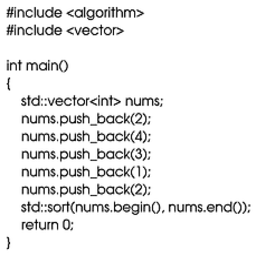 #include <algorithm>
#include <vector>

int main()
{
    std::vector<int> nums;
    nums.push_back(2);
    nums.push_back(4);
    nums.push_back(3);
    nums.push_back(1);
    nums.push_back(2);
    std::sort(nums.begin(), nums.end());
    return 0;
}